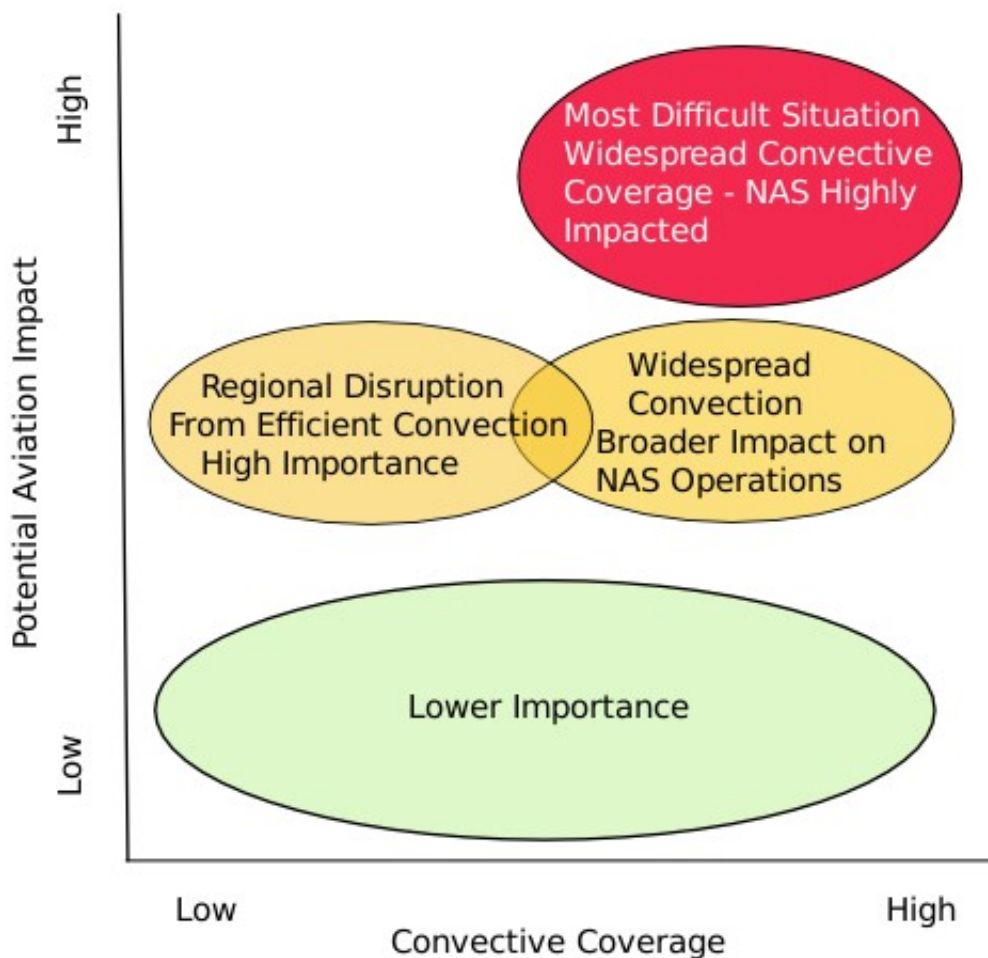 High
Most Difficult Situation
Widespread Convective
Coverage - NAS Highly
Impacted
Potential Aviation Impact
Regional Disruption
From Efficient Convection
High Importance
Widespread
Convection
Broader Impact on
NAS Operations
Lower Importance
Low
Low
High
Convective Coverage